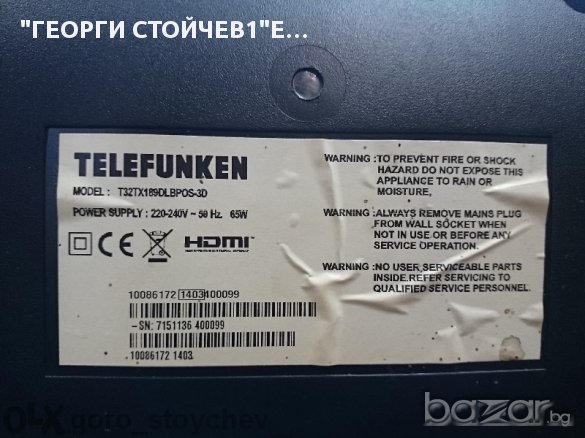 "ГЕОРГИ СТОЙЧЕВ1"Е...
TELEFUNKEN
MODEL : T32TX189DLBPOS-3D
POWER SUPPLY : 220-240V ~ 50 Hz. 65W
CE HDMI
10086172 1403 400099
-SN: 7151136 400099
10086172 1403
WARNING :TO PREVENT FIRE OR SHOCK
HAZARD DO NOT EXPOSE THIS
APPLIANCE TO RAIN OR
MOISTURE.
WARNING :ALWAYS REMOVE MAINS PLUG
FROM WALL SOCKET WHEN
NOT IN USE OR BEFORE ANY
SERVICE OPERATION.
WARNING :NO USER SERVICEABLE PARTS
INSIDE.REFER SERVICING TO
QUALIFIED SERVICE PERSONNEL.
OLX goro_stoychev
bazar.bg